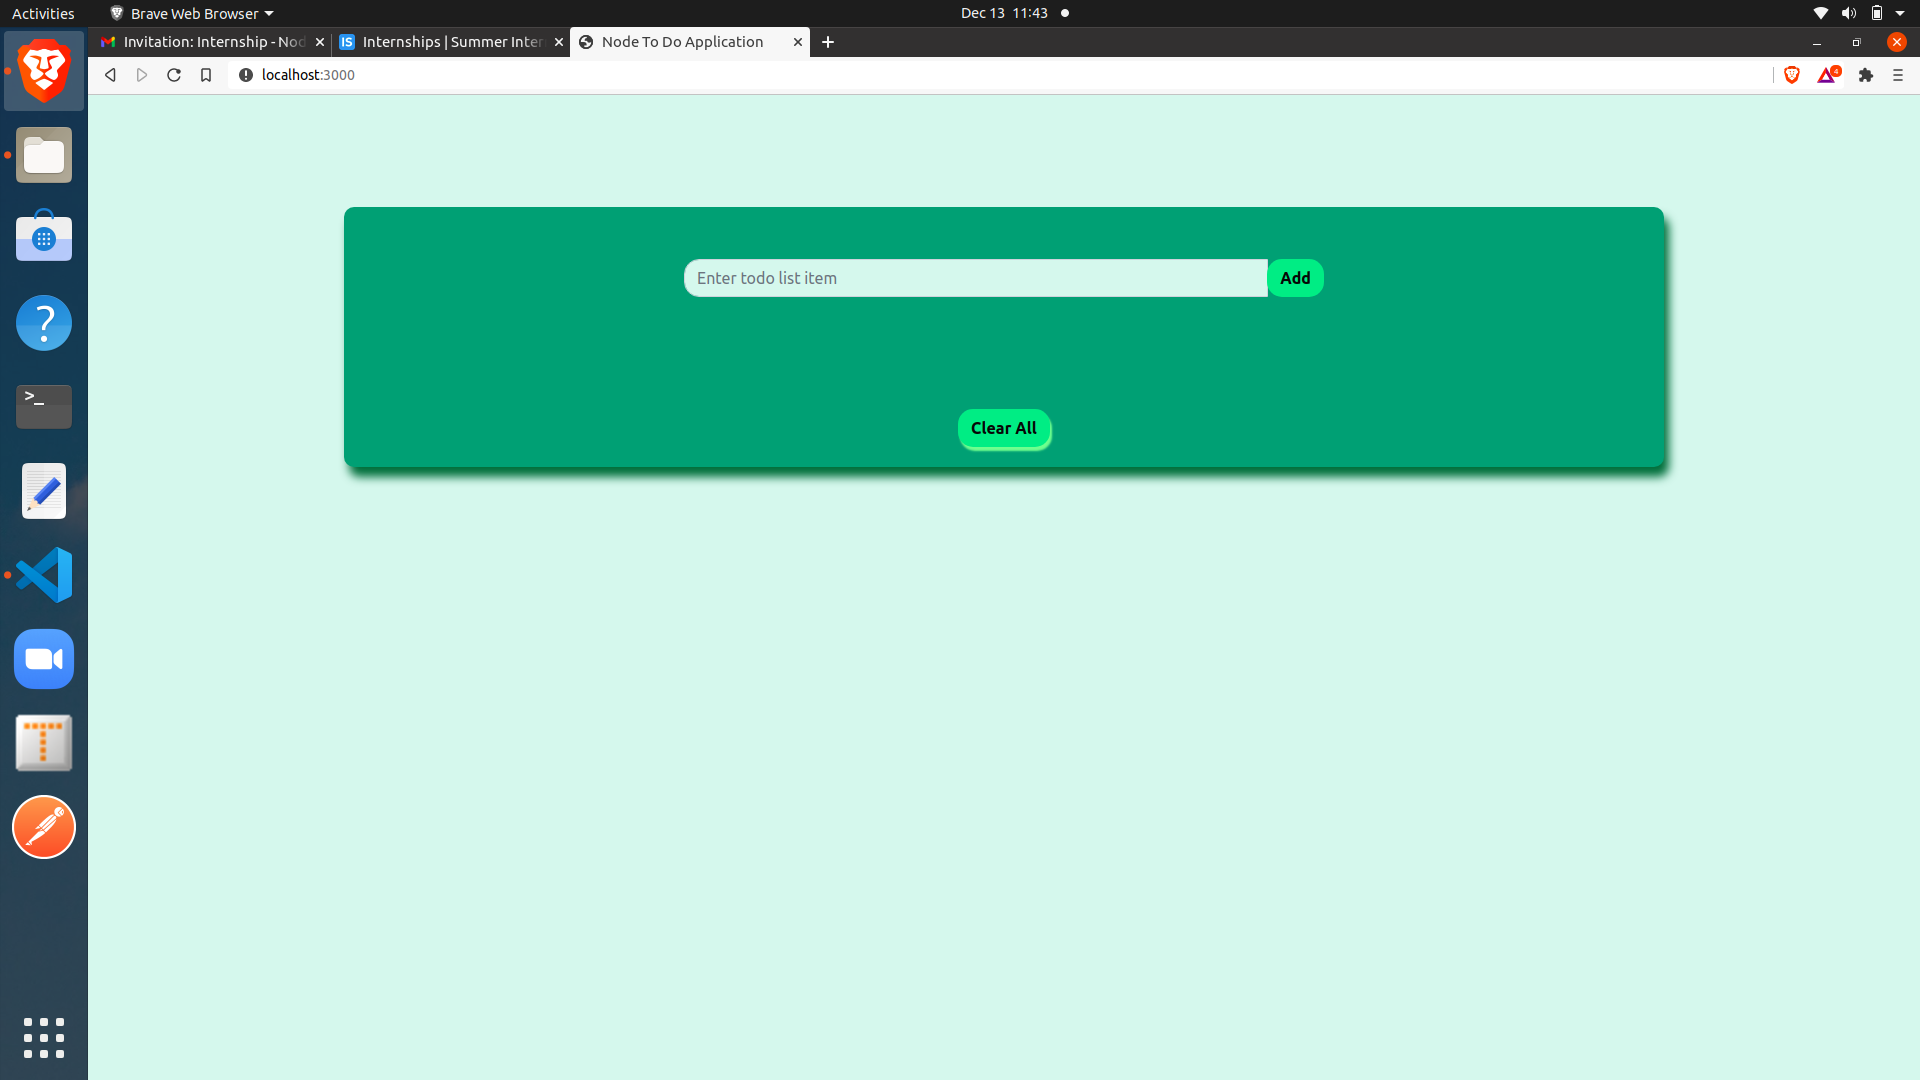 Activities
Brave Web Browser
Dec 13 11:43
Invitation: Internship - Nod
Internships | Summer Inter
Node To Do Application
localhost:3000
4
Enter todo list item
Add
Clear All
IS
?
>_
T